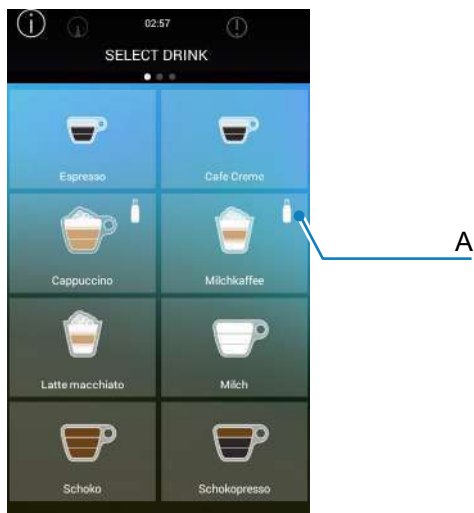 02:57
SELECT DRINK
Espresso
Cafe Creme
A
Cappuccino
Milchkaffee
Latte macchiato
Milch
Schoko
Schokopresso